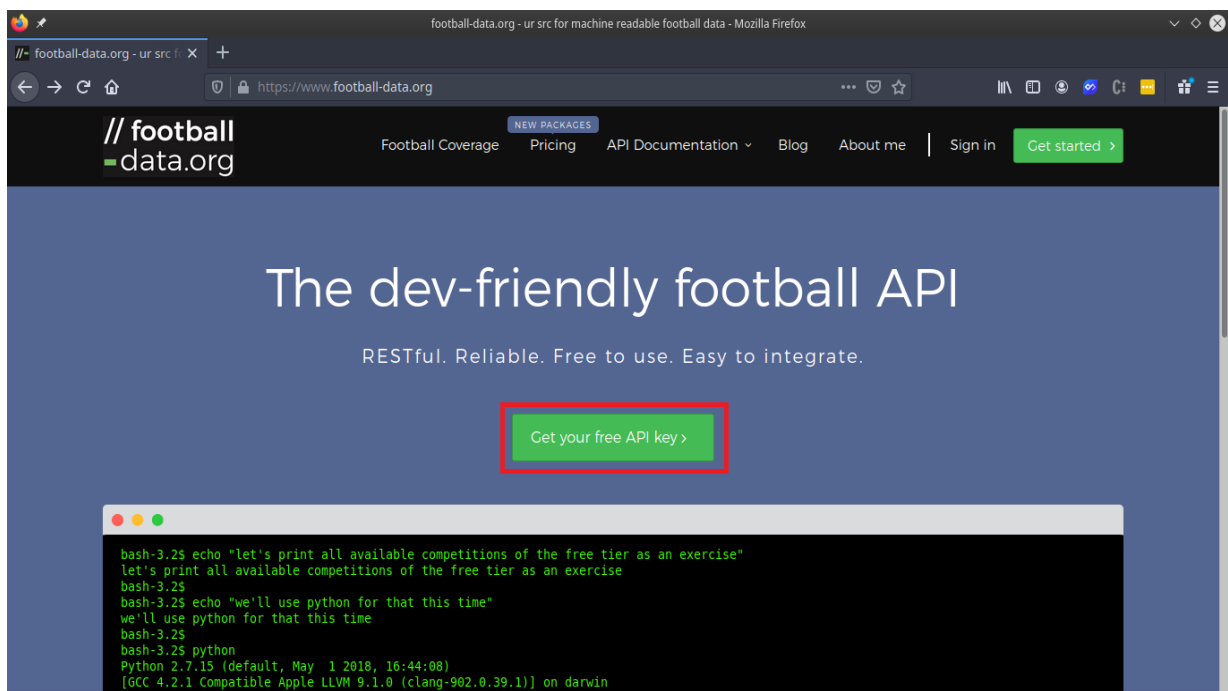 football-data.org - ur src for machine readable football data - Mozilla Firefox
//- football-data.org - ur src fo
https://www.football-data.org
// football
-data.org
NEW PACKAGES
Football Coverage Pricing API Documentation Blog About me Sign in Get started >
The dev-friendly football API
RESTful. Reliable. Free to use. Easy to integrate.
Get your free API key >
bash-3.2$ echo "let's print all available competitions of the free tier as an exercise"
let's print all available competitions of the free tier as an exercise
bash-3.2$
bash-3.2$ echo "we'll use python for that this time"
we'll use python for that this time
bash-3.2$
bash-3.2$ python
Python 2.7.15 (default, May  1 2018, 16:44:08)
[GCC 4.2.1 Compatible Apple LLVM 9.1.0 (clang-902.0.39.1)] on darwin